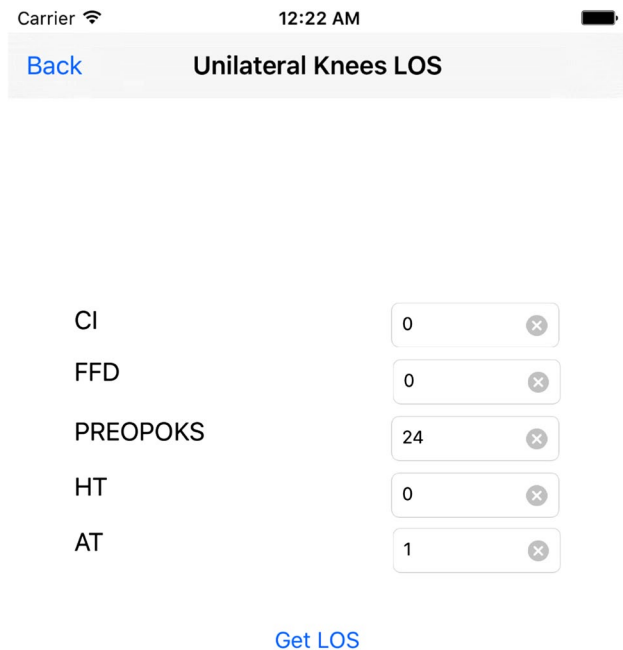 Carrier 12:22 AM
Back Unilateral Knees LOS
CI 0
FFD 0
PREOPOKS 24
HT 0
AT 1
Get LOS